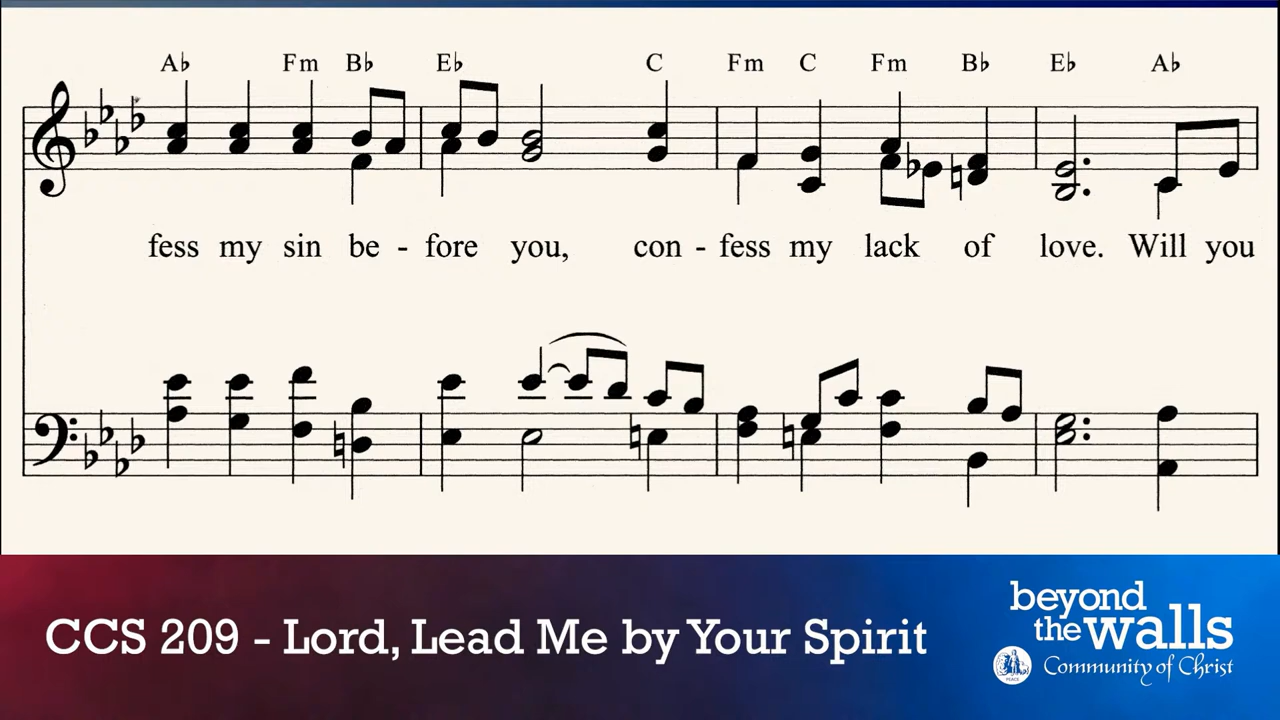 A♭ Fm B♭ E♭ C Fm C Fm B♭ E♭ A♭
fess my sin be - fore you, con - fess my lack of love. Will you
CCS 209 - Lord, Lead Me by Your Spirit
beyond
the walls
Community of Christ
PEACE